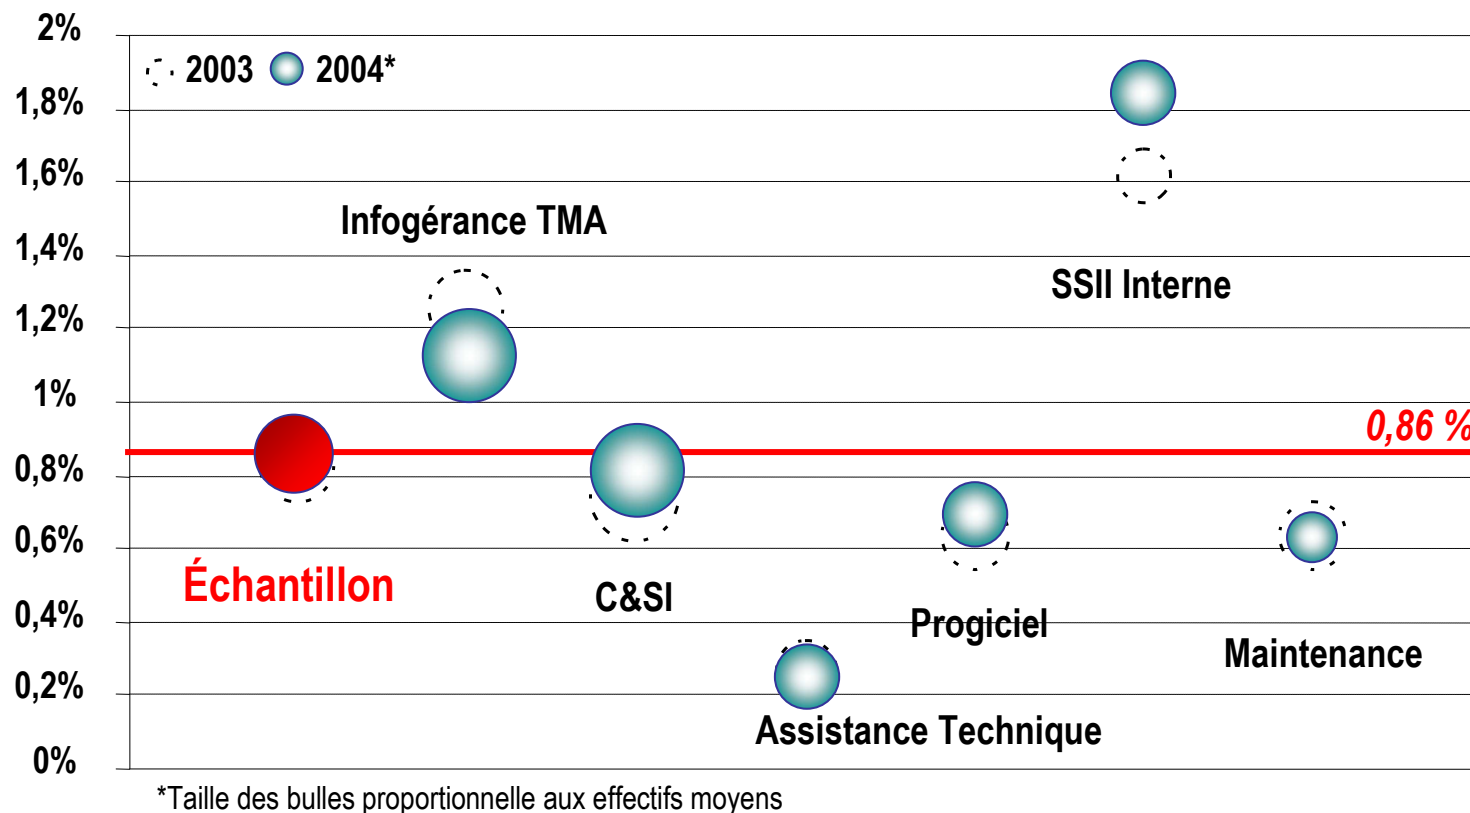 2%
2003 2004*
1,8%
1,6%
Infogérance TMA
1,4%
SSII Interne
1,2%
1%
0,86 %
0,8%
0,6%
Échantillon
C&SI
0,4%
Progiciel
Maintenance
0,2%
Assistance Technique
0%
*Taille des bulles proportionnelle aux effectifs moyens